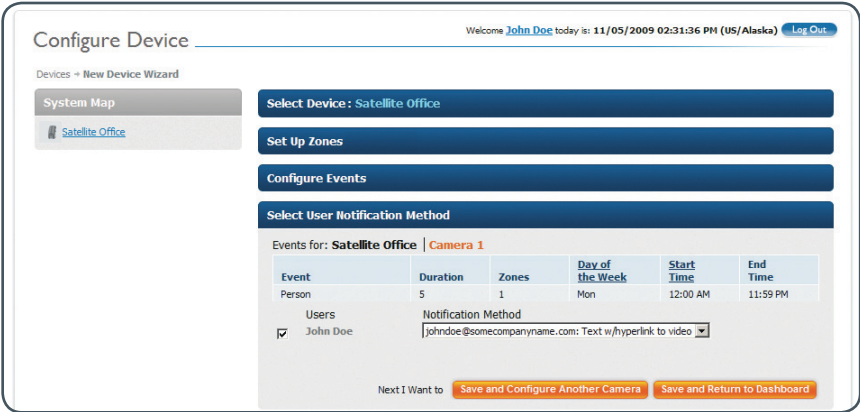 Configure Device
Welcome John Doe today is: 11/05/2009 02:31:36 PM (US/Alaska) Log Out
Devices → New Device Wizard
System Map
Satellite Office
Select Device: Satellite Office
Set Up Zones
Configure Events
Select User Notification Method
Events for: Satellite Office | Camera 1
Event Duration Zones Day of the Week Start Time End Time
Person 5 1 Mon 12:00 AM 11:59 PM
Users Notification Method
John Doe johndoe@somecompanyname.com: Text w/hyperlink to video
Next I Want to Save and Configure Another Camera Save and Return to Dashboard